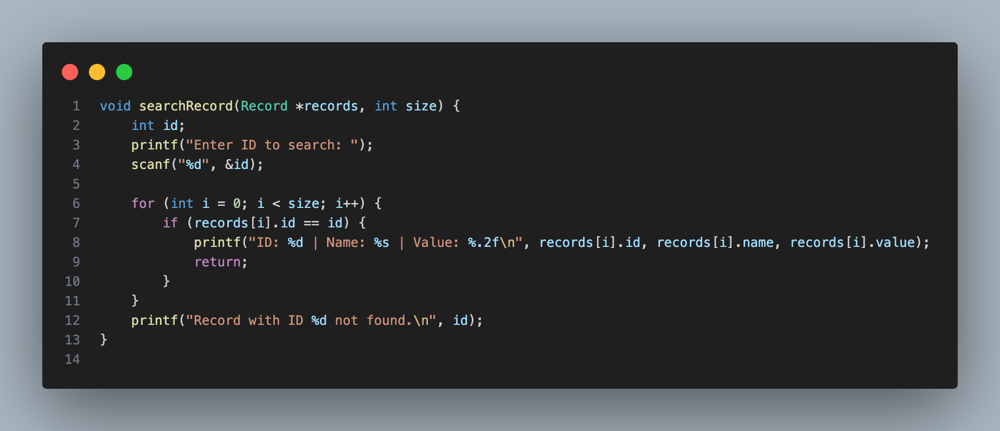 1 void searchRecord(Record *records, int size) {
2     int id;
3     printf("Enter ID to search: ");
4     scanf("%d", &id);
5
6     for (int i = 0; i < size; i++) {
7         if (records[i].id == id) {
8             printf("ID: %d | Name: %s | Value: %.2f\n", records[i].id, records[i].name, records[i].value);
9             return;
10         }
11     }
12     printf("Record with ID %d not found.\n", id);
13 }
14